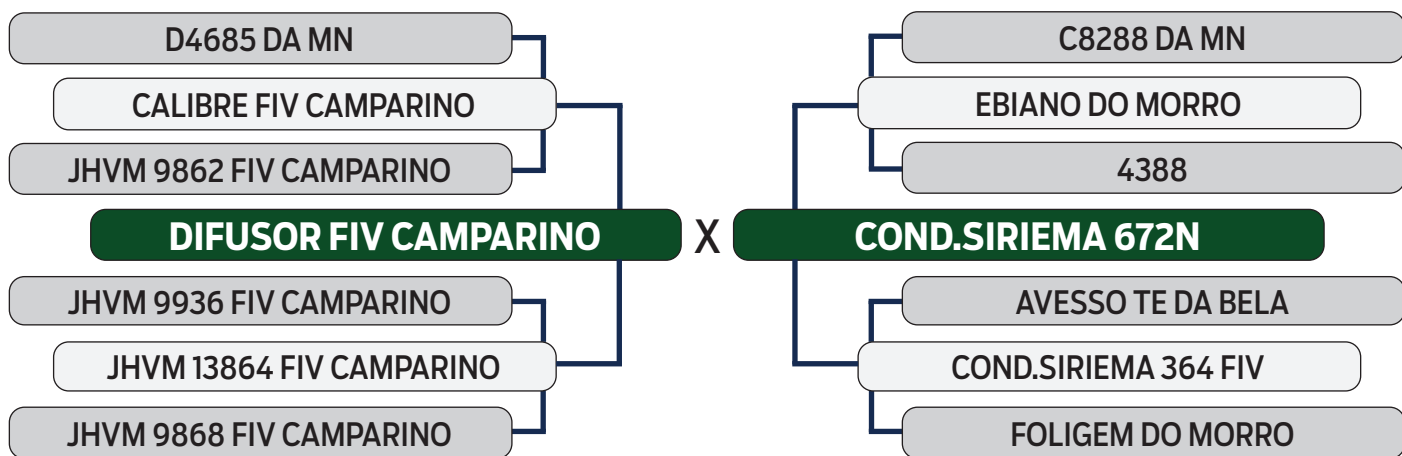 D4685 DA MN
CALIBRE FIV CAMPARINO
JHVM 9862 FIV CAMPARINO
DIFUSOR FIV CAMPARINO
JHVM 9936 FIV CAMPARINO
JHVM 13864 FIV CAMPARINO
JHVM 9868 FIV CAMPARINO
X
C8288 DA MN
EBIANO DO MORRO
4388
COND.SIRIEMA 672N
AVESSO TE DA BELA
COND.SIRIEMA 364 FIV
FOLIGEM DO MORRO